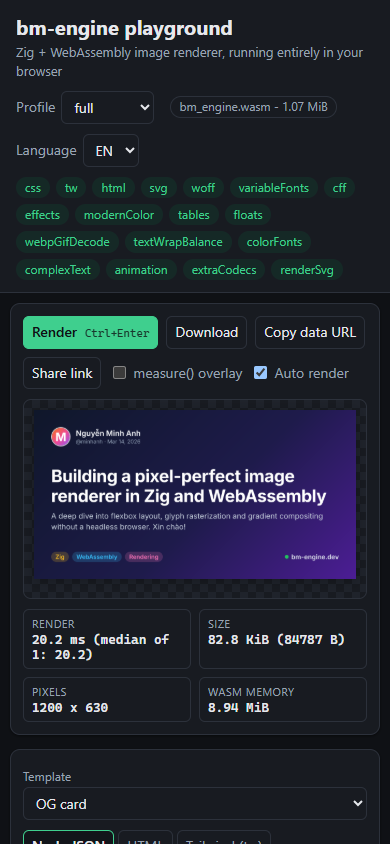 bm-engine playground
Zig + WebAssembly image renderer, running entirely in your
browser
Profile full bm_engine.wasm - 1.07 MiB
Language EN
css tw html svg woff variableFonts cff
effects modernColor tables floats
webpGifDecode textWrapBalance colorFonts
complexText animation extraCodecs renderSvg
Render Ctrl+Enter Download Copy data URL
Share link measure() overlay Auto render
M Nguyễn Minh Anh
@minhanh · Mar 14, 2026
Building a pixel-perfect image
renderer in Zig and WebAssembly
A deep dive into flexbox layout, glyph rasterization and gradient compositing
without a headless browser. Xin chào!
Zig WebAssembly Rendering bm-engine.dev
RENDER
20.2 ms (median of
1: 20.2)
SIZE
82.8 KiB (84787 B)
PIXELS
1200 x 630
WASM MEMORY
8.94 MiB
Template
OG card